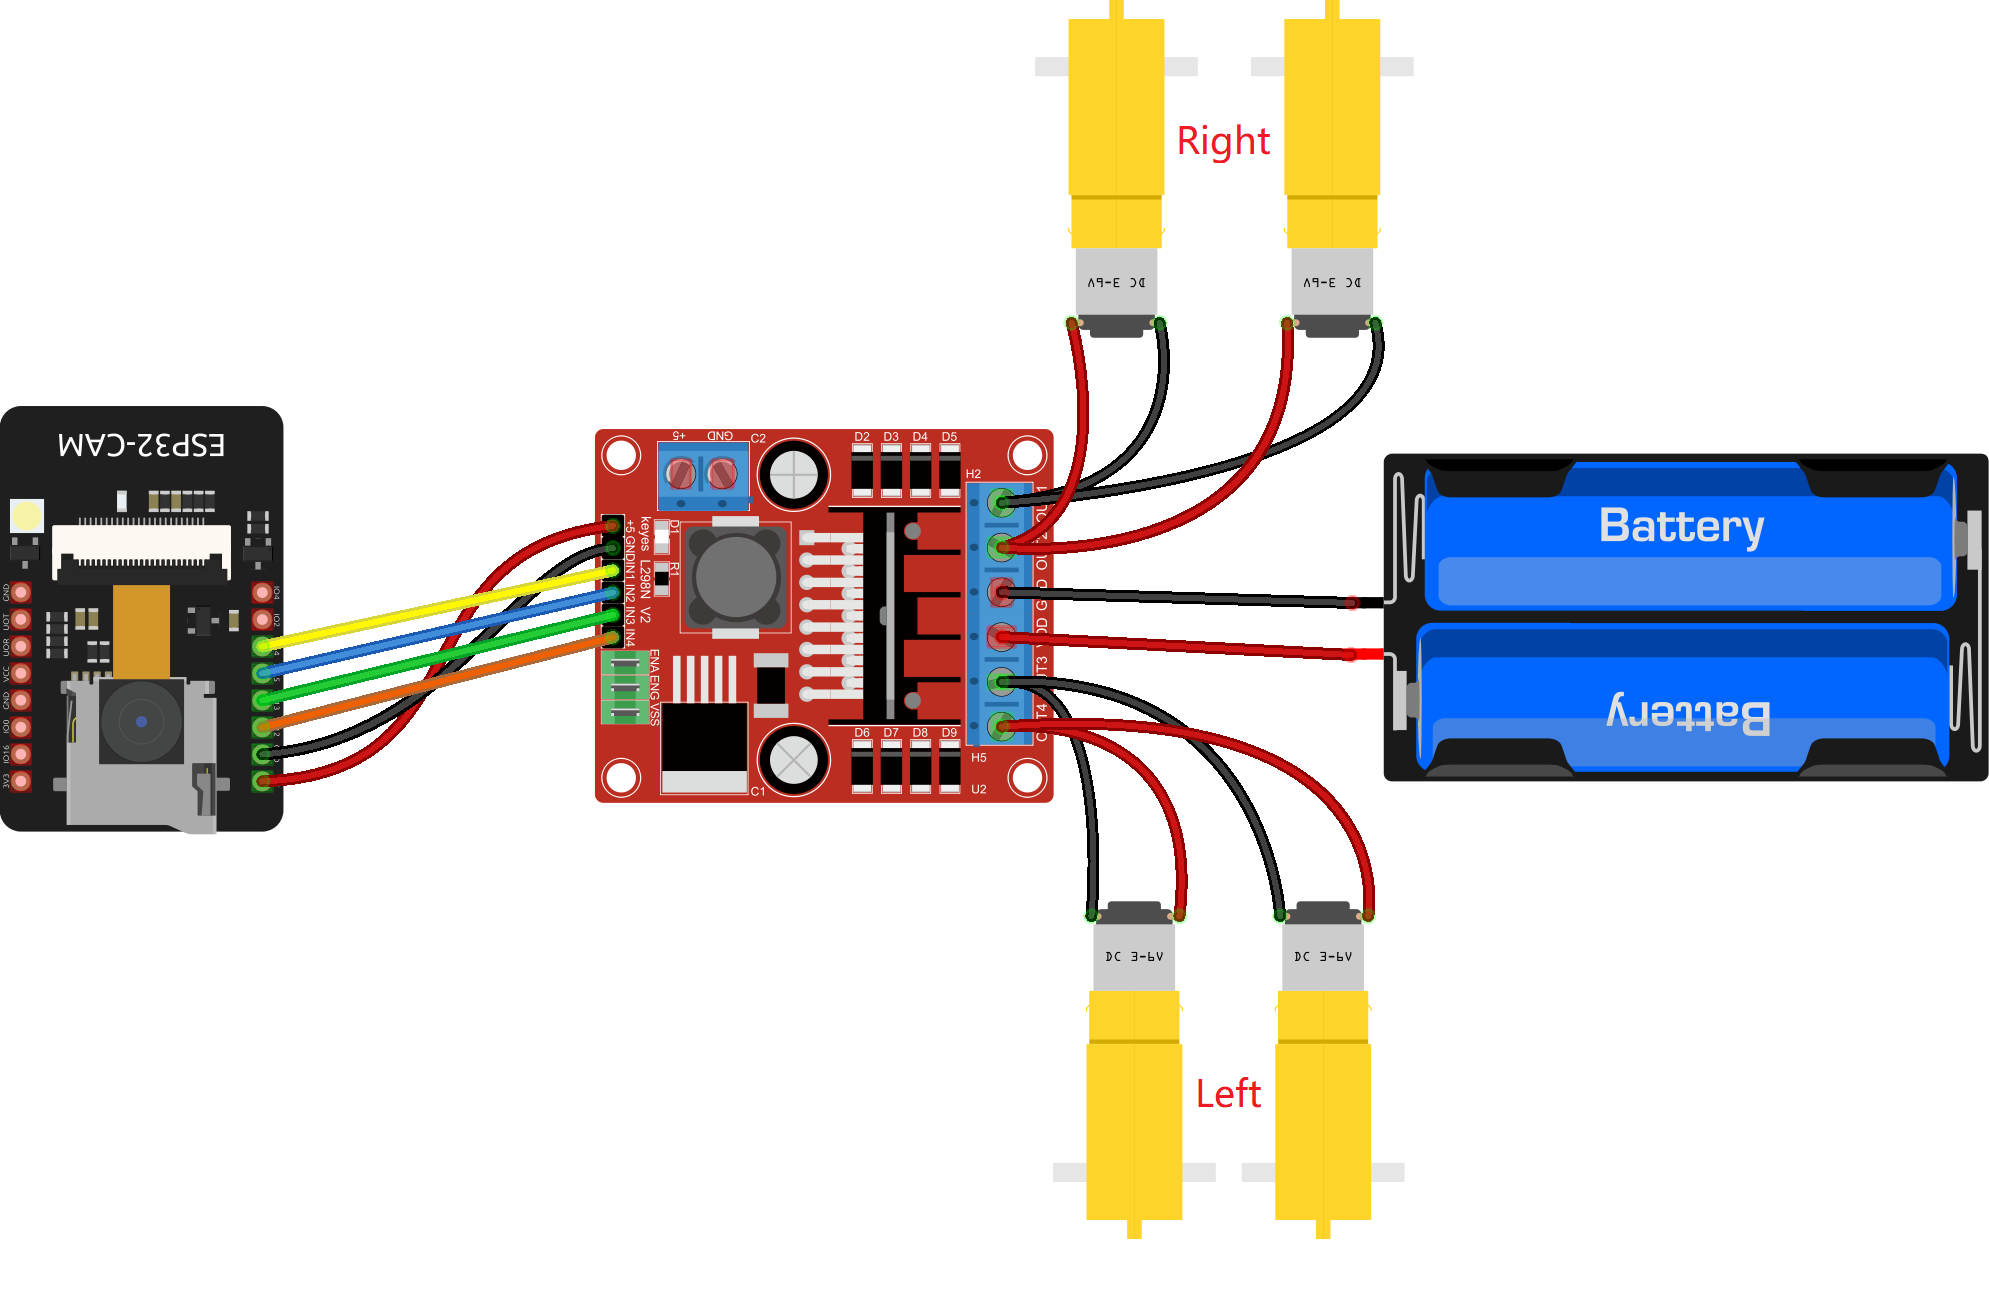 Right
DC 3-6V
DC 3-6V
ESP32-CAM
+5
GND
C2
D2
D3
D4
D5
H2
OUT1
OUT2
GND
VDD
OUT3
OUT4
+5
GND
IN1
IN2
IN3
IN4
keyes L298N V2
D1
R1
ENA
ENG
VSS
C1
D6
D7
D8
D9
H5
U2
GND
UOT
UOR
VCC
GND
IO0
IO16
3V3
IO4
IO2
Battery
Battery
DC 3-6V
DC 3-6V
Left